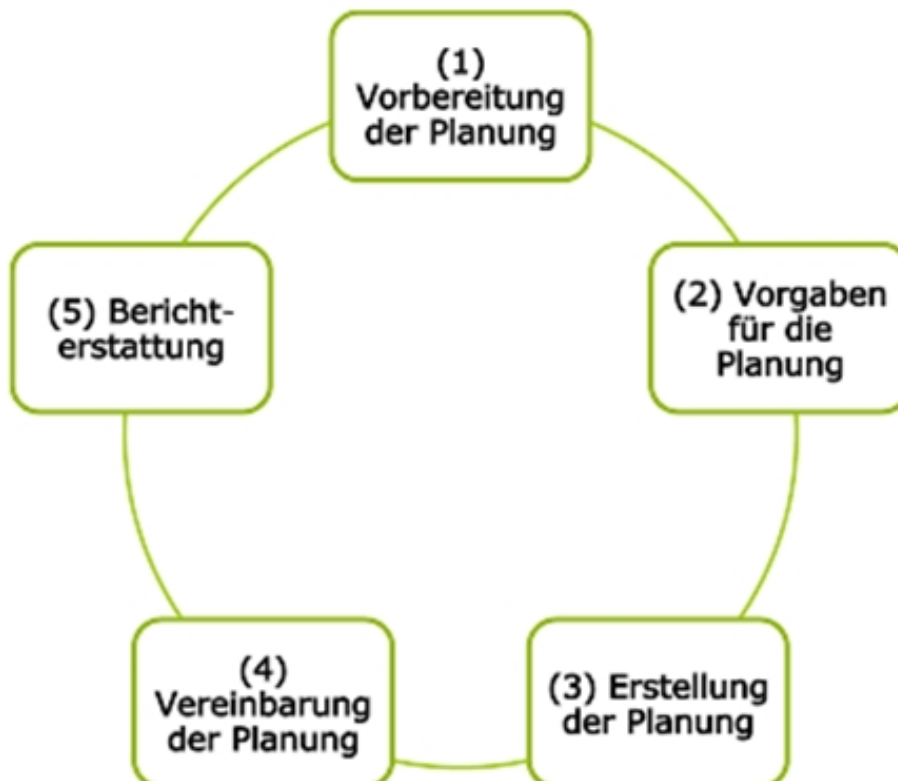 (1)
Vorbereitung
der Planung
(2) Vorgaben
für die
Planung
(3) Erstellung
der Planung
(4)
Vereinbarung
der Planung
(5) Bericht-
erstattung